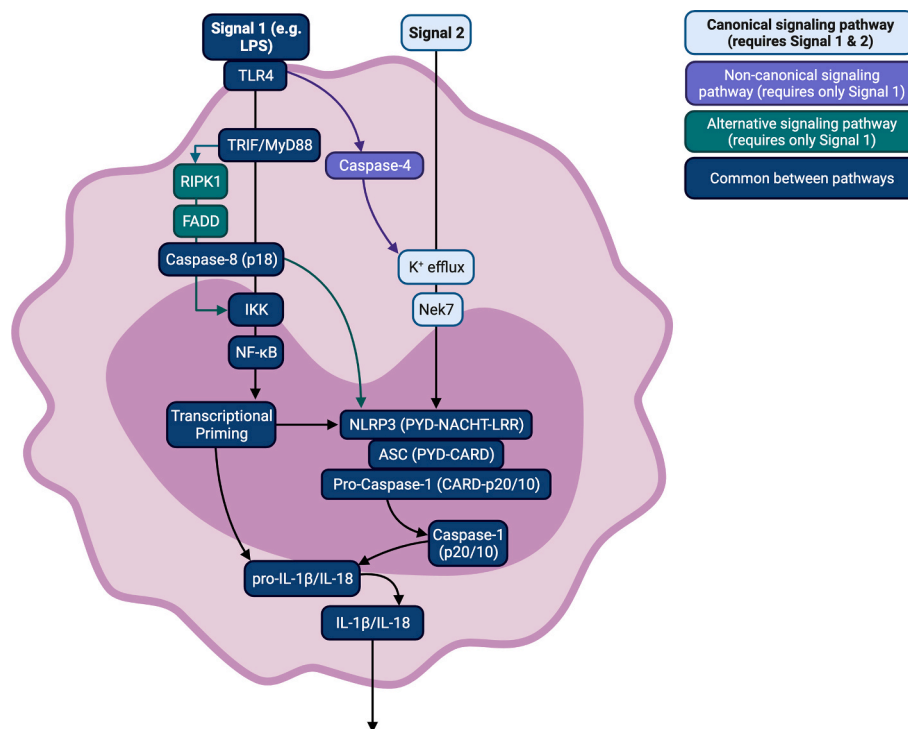 Signal 1 (e.g.
LPS)
TLR4
TRIF/MyD88
RIPK1
FADD
Caspase-8 (p18)
IKK
NF-κB
Transcriptional
Priming
Signal 2
Caspase-4
K⁺ efflux
Nek7
NLRP3 (PYD-NACHT-LRR)
ASC (PYD-CARD)
Pro-Caspase-1 (CARD-p20/10)
Caspase-1
(p20/10)
pro-IL-1β/IL-18
IL-1β/IL-18
Canonical signaling pathway
(requires Signal 1 & 2)
Non-canonical signaling
pathway (requires only Signal 1)
Alternative signaling pathway
(requires only Signal 1)
Common between pathways